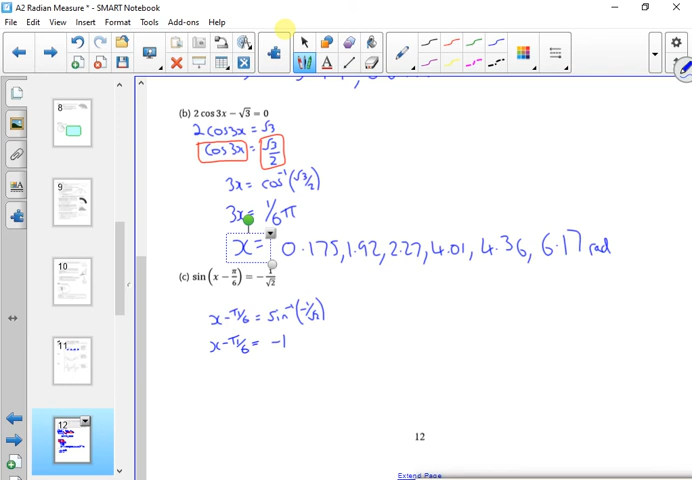 A2 Radian Measure * - SMART Notebook
File Edit View Insert Format Tools Add-ons Help
(b) 2 cos 3x − √3 = 0
2 cos3x = √3
cos3x = √3/2
3x = cos⁻¹(√3/2)
3x = 1/6 π
x = 0.175, 1.92, 2.27, 4.01, 4.36, 6.17 rad
(c) sin(x − π/6) = − 1/√2
x − π/6 = sin⁻¹(−1/√2)
x − π/6 = −1
8
9
10
11
12
12
Extend Page